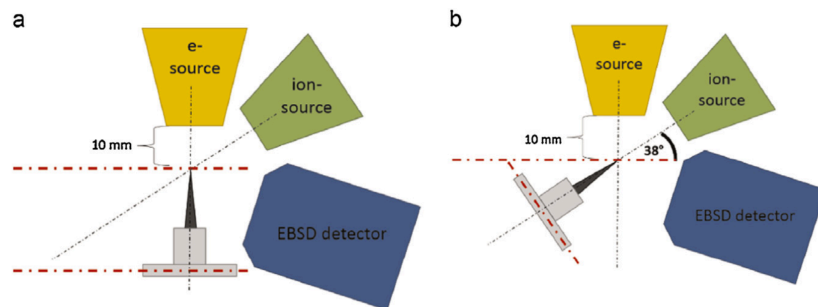 a
e-
source
ion-
source
10 mm
EBSD detector
b
e-
source
ion-
source
10 mm
38°
EBSD detector